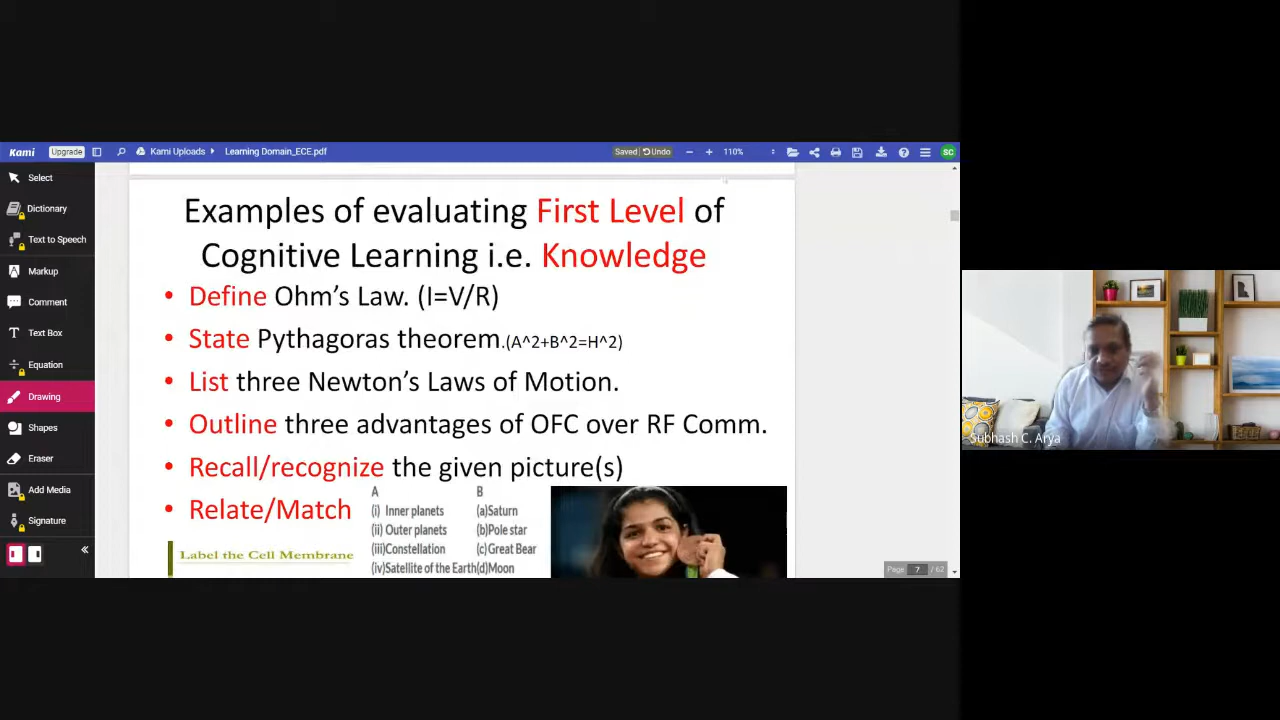 Kami Upgrade Kami Uploads Learning Domain_ECE.pdf Saved Undo 110% SC
Select
Dictionary
Text to Speech
Markup
Comment
Text Box
Equation
Drawing
Shapes
Eraser
Add Media
Signature
Examples of evaluating First Level of
Cognitive Learning i.e. Knowledge
• Define Ohm's Law. (I=V/R)
• State Pythagoras theorem.(A^2+B^2=H^2)
• List three Newton's Laws of Motion.
• Outline three advantages of OFC over RF Comm.
• Recall/recognize the given picture(s)
• Relate/Match
A B
(i) Inner planets (a)Saturn
(ii) Outer planets (b)Pole star
(iii)Constellation (c)Great Bear
(iv)Satellite of the Earth(d)Moon
Label the Cell Membrane
Page 7 / 62
Subhash C. Arya